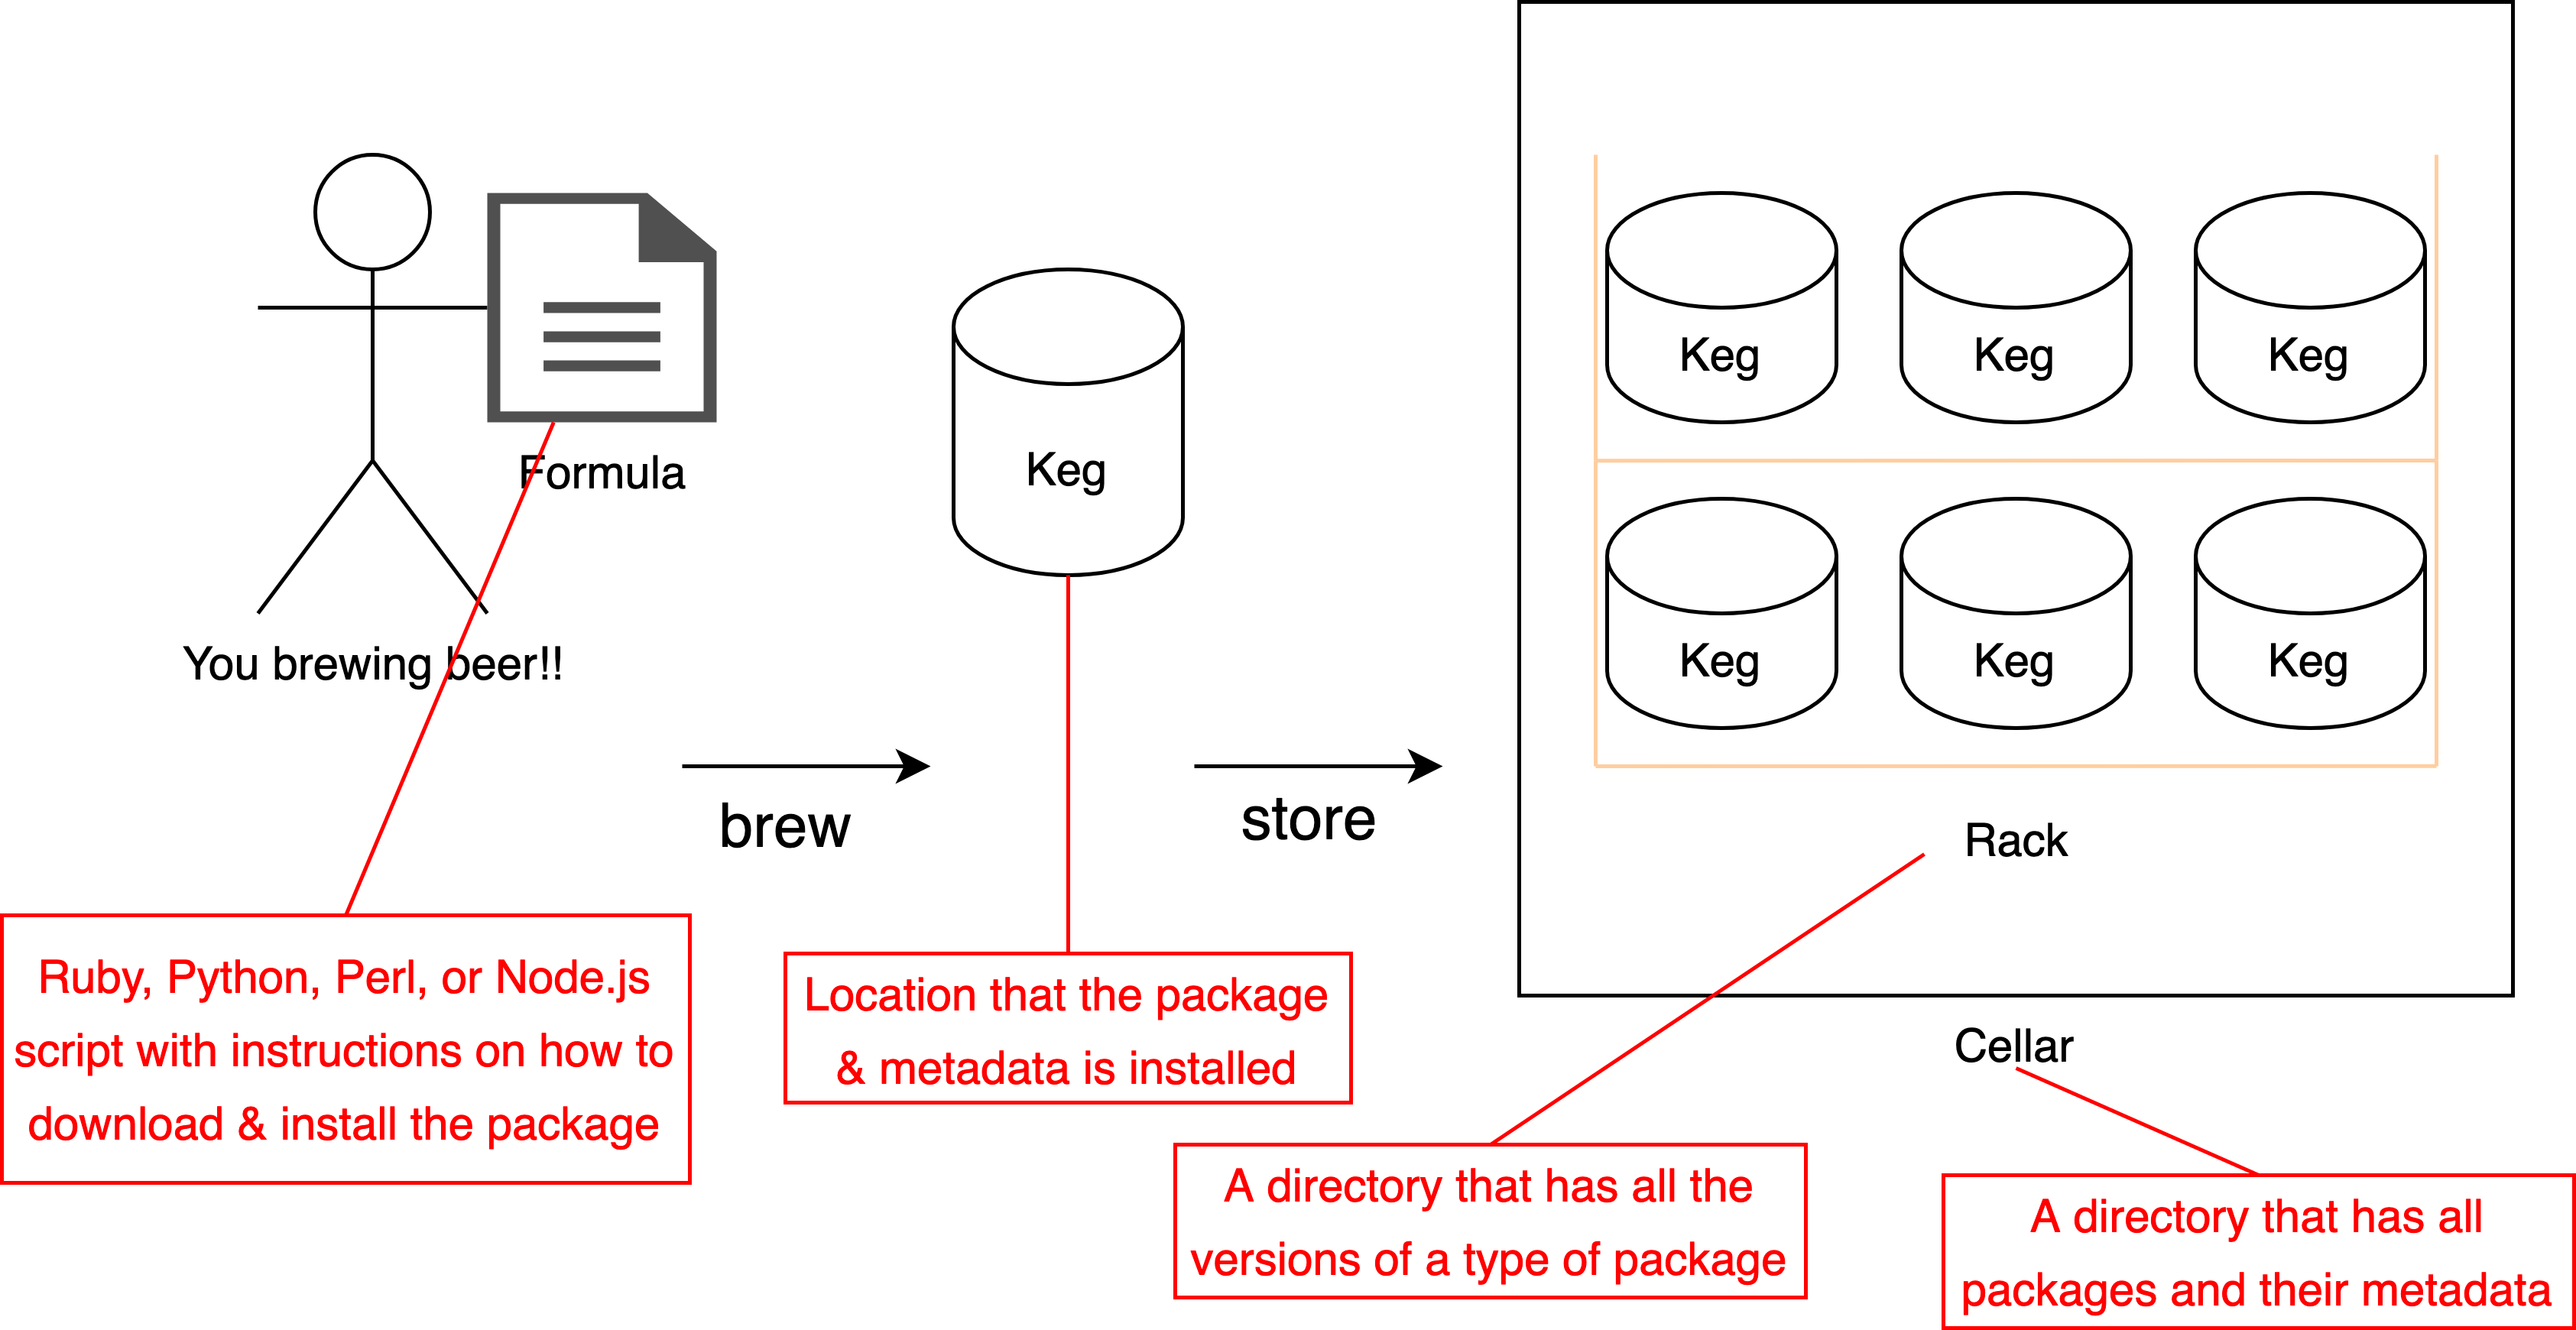 Formula
You brewing beer!!
brew
Keg
store
Keg Keg Keg
Keg Keg Keg
Rack
Cellar
Ruby, Python, Perl, or Node.js
script with instructions on how to
download & install the package
Location that the package
& metadata is installed
A directory that has all the
versions of a type of package
A directory that has all
packages and their metadata